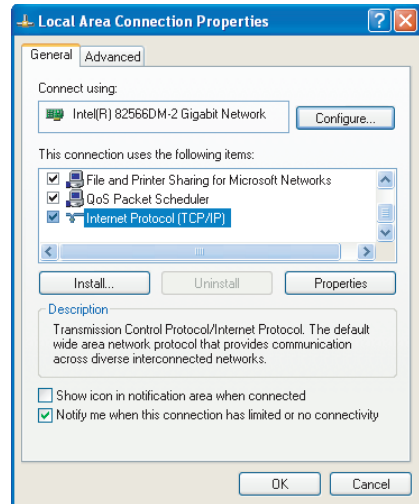 Local Area Connection Properties
General Advanced
Connect using:
Intel(R) 82566DM-2 Gigabit Network Configure...
This connection uses the following items:
File and Printer Sharing for Microsoft Networks
QoS Packet Scheduler
Internet Protocol (TCP/IP)
Install... Uninstall Properties
Description
Transmission Control Protocol/Internet Protocol. The default
wide area network protocol that provides communication
across diverse interconnected networks.
Show icon in notification area when connected
Notify me when this connection has limited or no connectivity
OK Cancel